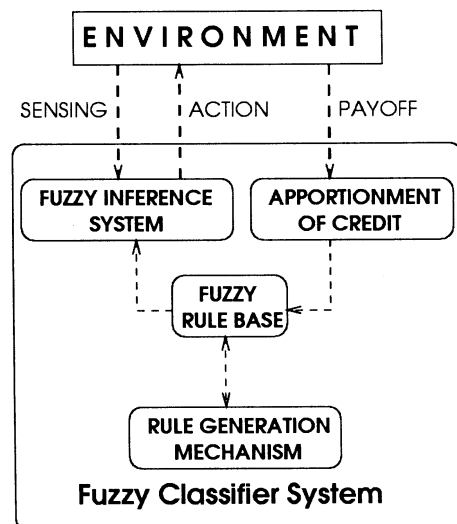 ENVIRONMENT
SENSING
ACTION
PAYOFF
FUZZY INFERENCE
SYSTEM
APPORTIONMENT
OF CREDIT
FUZZY
RULE BASE
RULE GENERATION
MECHANISM
Fuzzy Classifier System